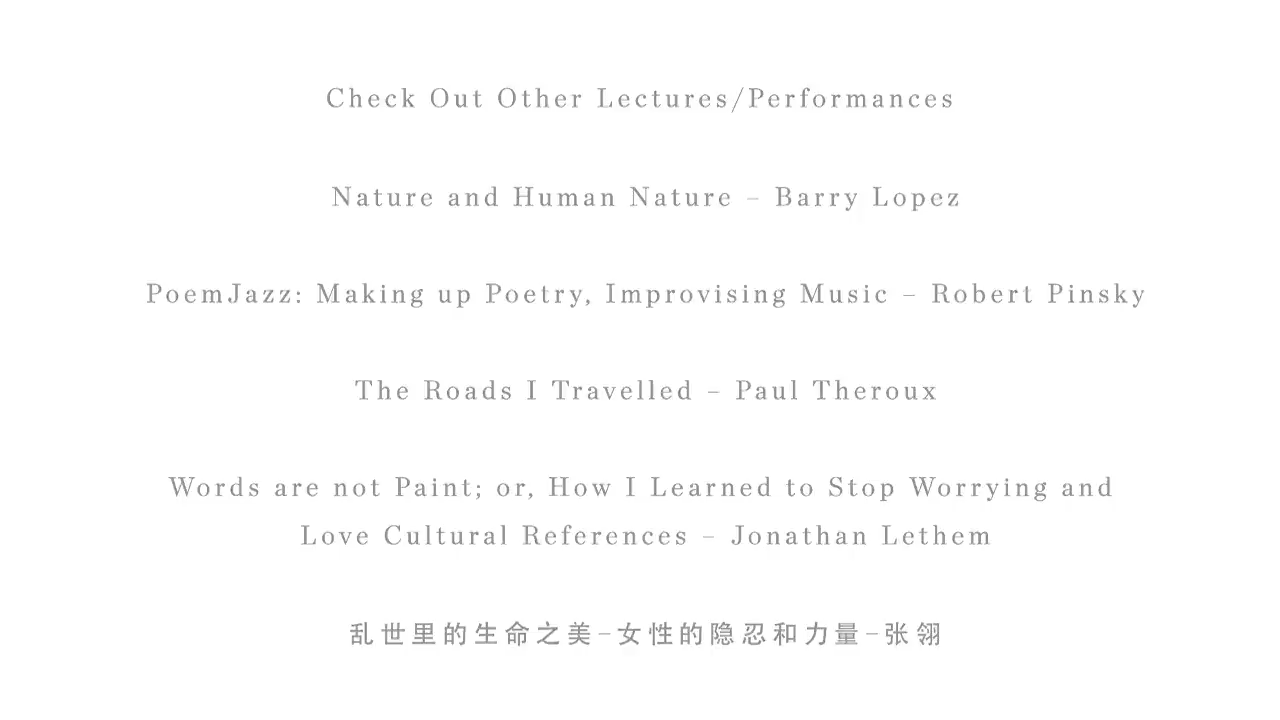 Check Out Other Lectures/Performances
Nature and Human Nature – Barry Lopez
PoemJazz: Making up Poetry, Improvising Music – Robert Pinsky
The Roads I Travelled – Paul Theroux
Words are not Paint; or, How I Learned to Stop Worrying and
Love Cultural References – Jonathan Lethem
乱世里的生命之美–女性的隐忍和力量–张翎